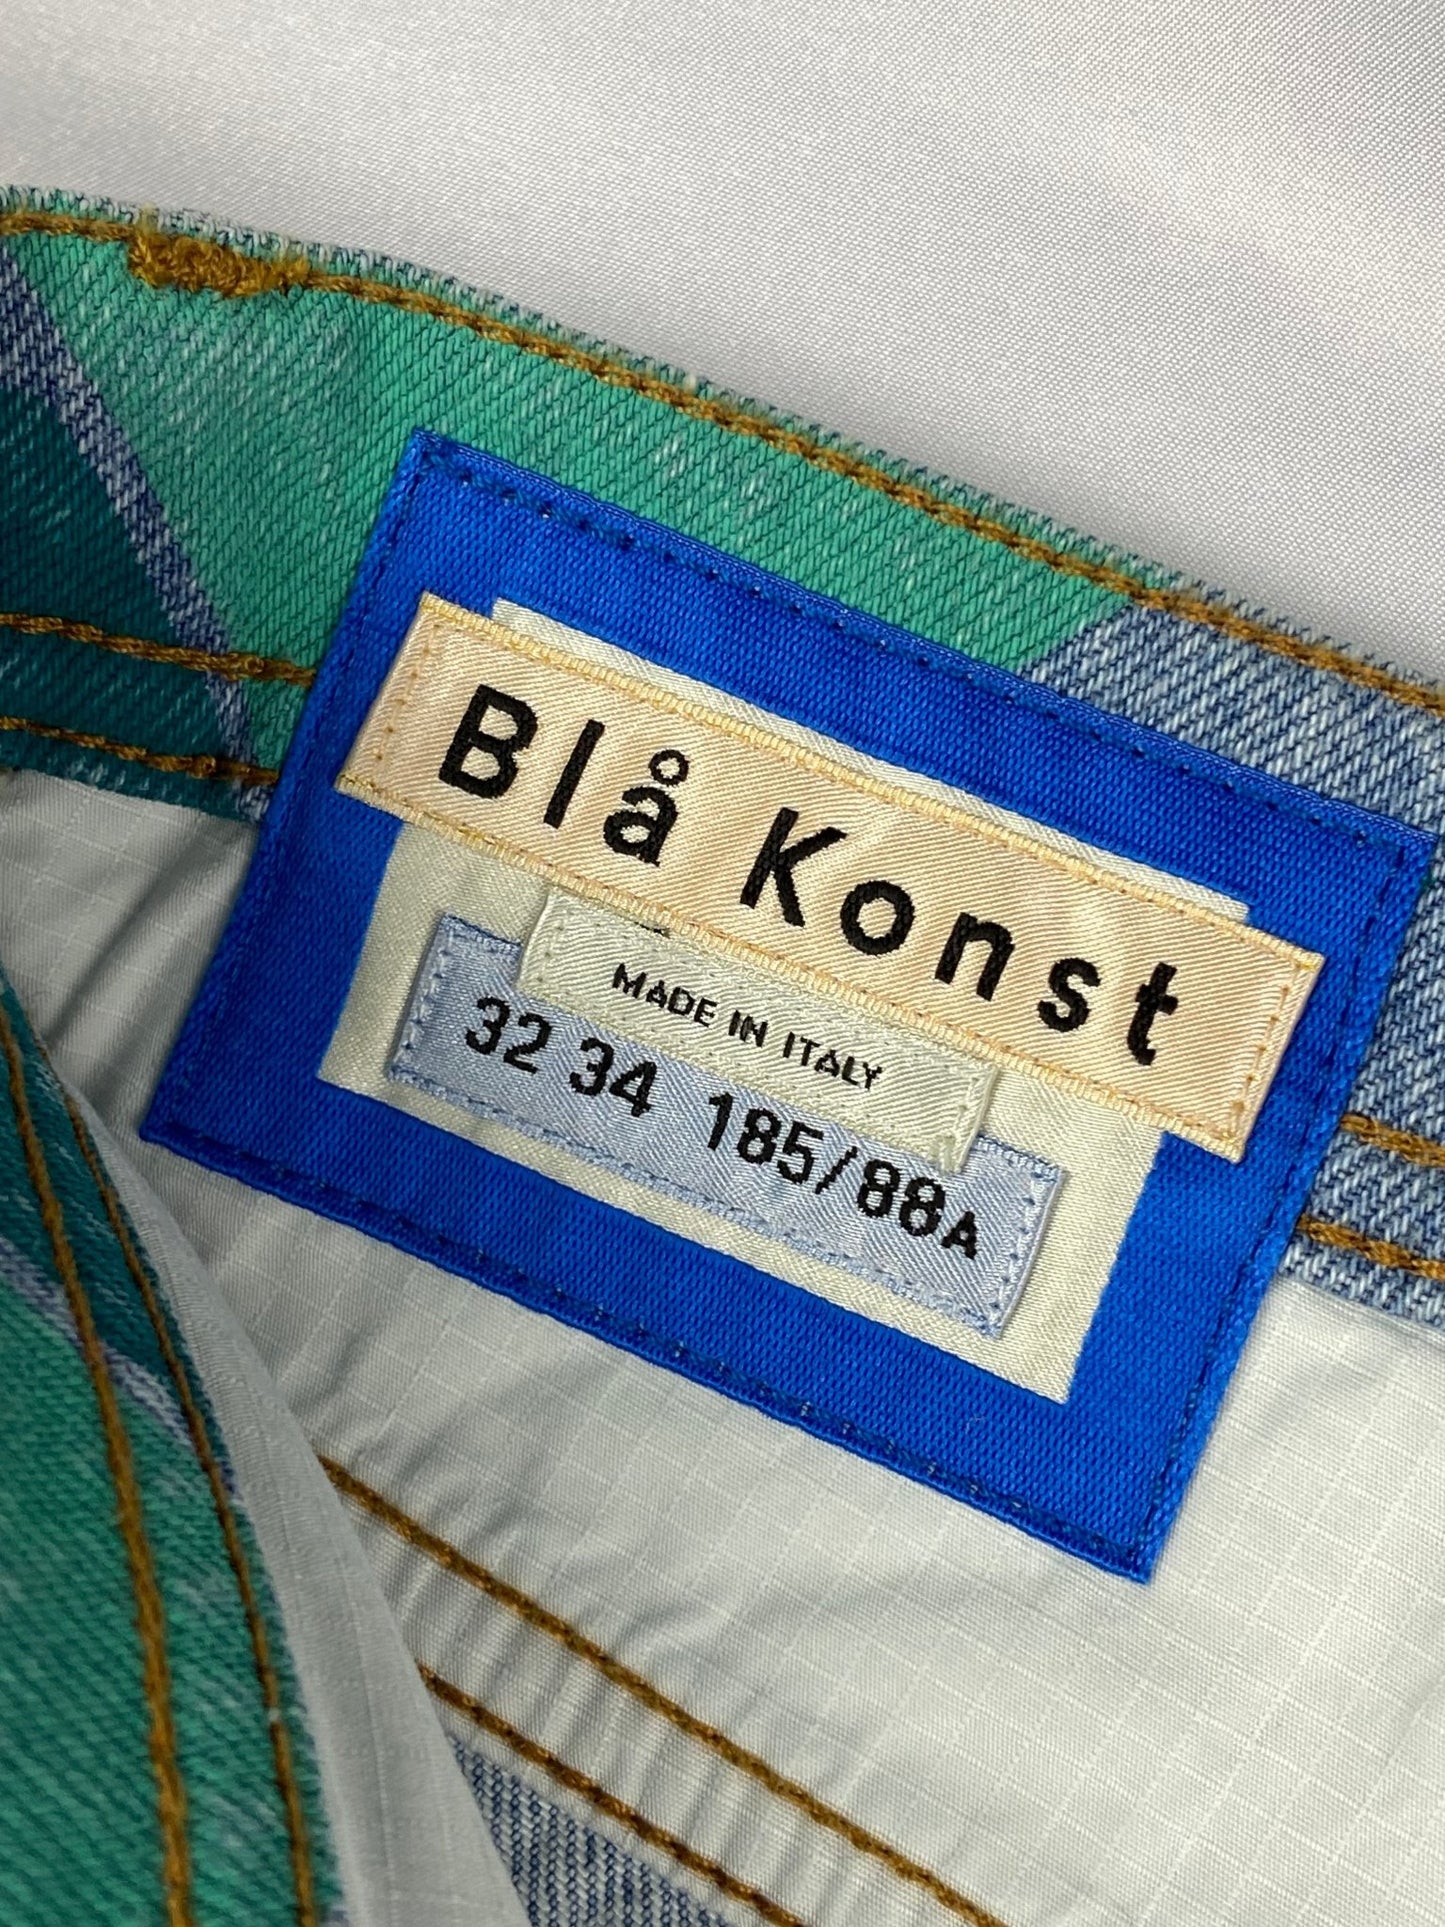 Blå Konst
MADE IN ITALY
32 34 185/88A